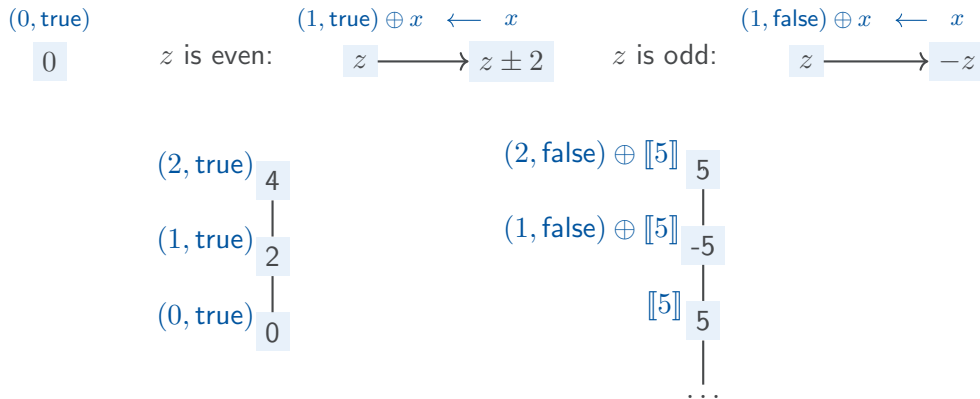 (0, true) (1, true) ⊕ x ← x (1, false) ⊕ x ← x
0 z is even: z z ± 2 z is odd: z −z
(2, true) 4 (2, false) ⊕ ⟦5⟧ 5
(1, true) 2 (1, false) ⊕ ⟦5⟧ -5
(0, true) 0 ⟦5⟧ 5
...